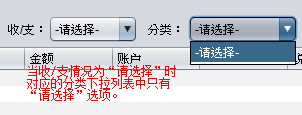 收/支： -请选择- 分类： -请选择-
-请选择-
金额 账户
当收/支情况为“请选择”时
对应的分类下拉列表中只有
“请选择”选项。